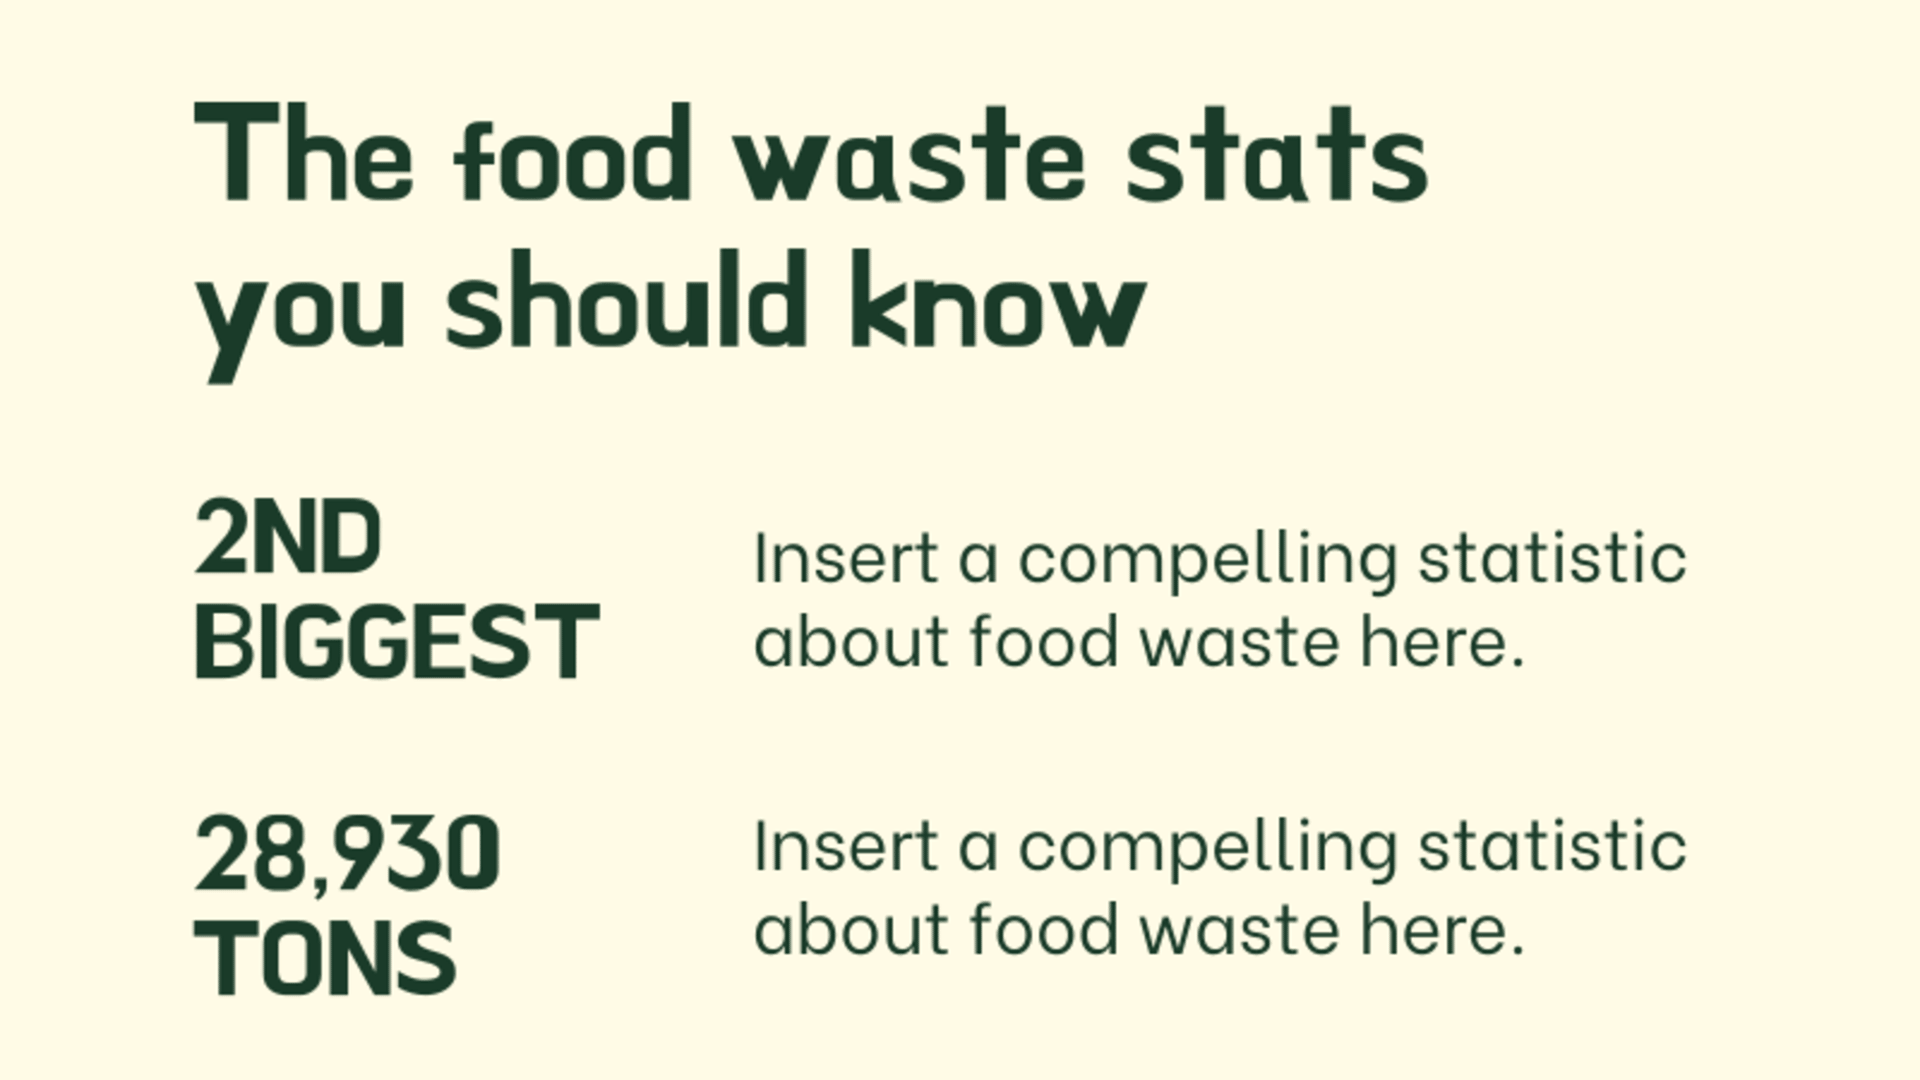 The food waste stats
you should know
2ND
BIGGEST
Insert a compelling statistic
about food waste here.
28,930
TONS
Insert a compelling statistic
about food waste here.